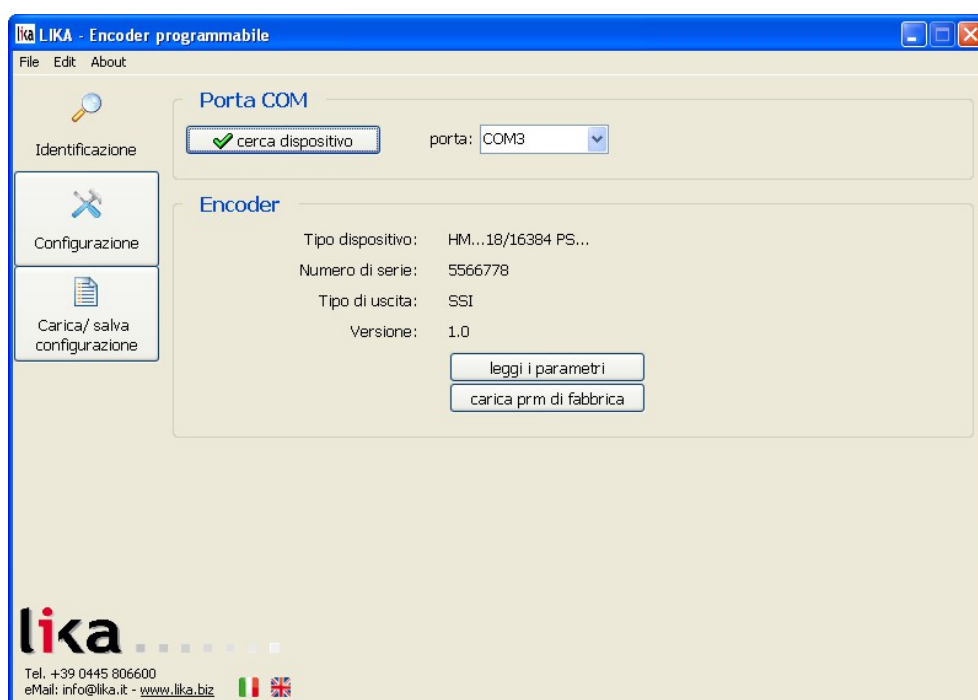 lika LIKA - Encoder programmabile
File Edit About
Identificazione
Configurazione
Carica/ salva
configurazione
Porta COM
cerca dispositivo
porta: COM3
Encoder
Tipo dispositivo: HM...18/16384 PS...
Numero di serie: 5566778
Tipo di uscita: SSI
Versione: 1.0
leggi i parametri
carica prm di fabbrica
lika
Tel. +39 0445 806600
eMail: info@lika.it - www.lika.biz